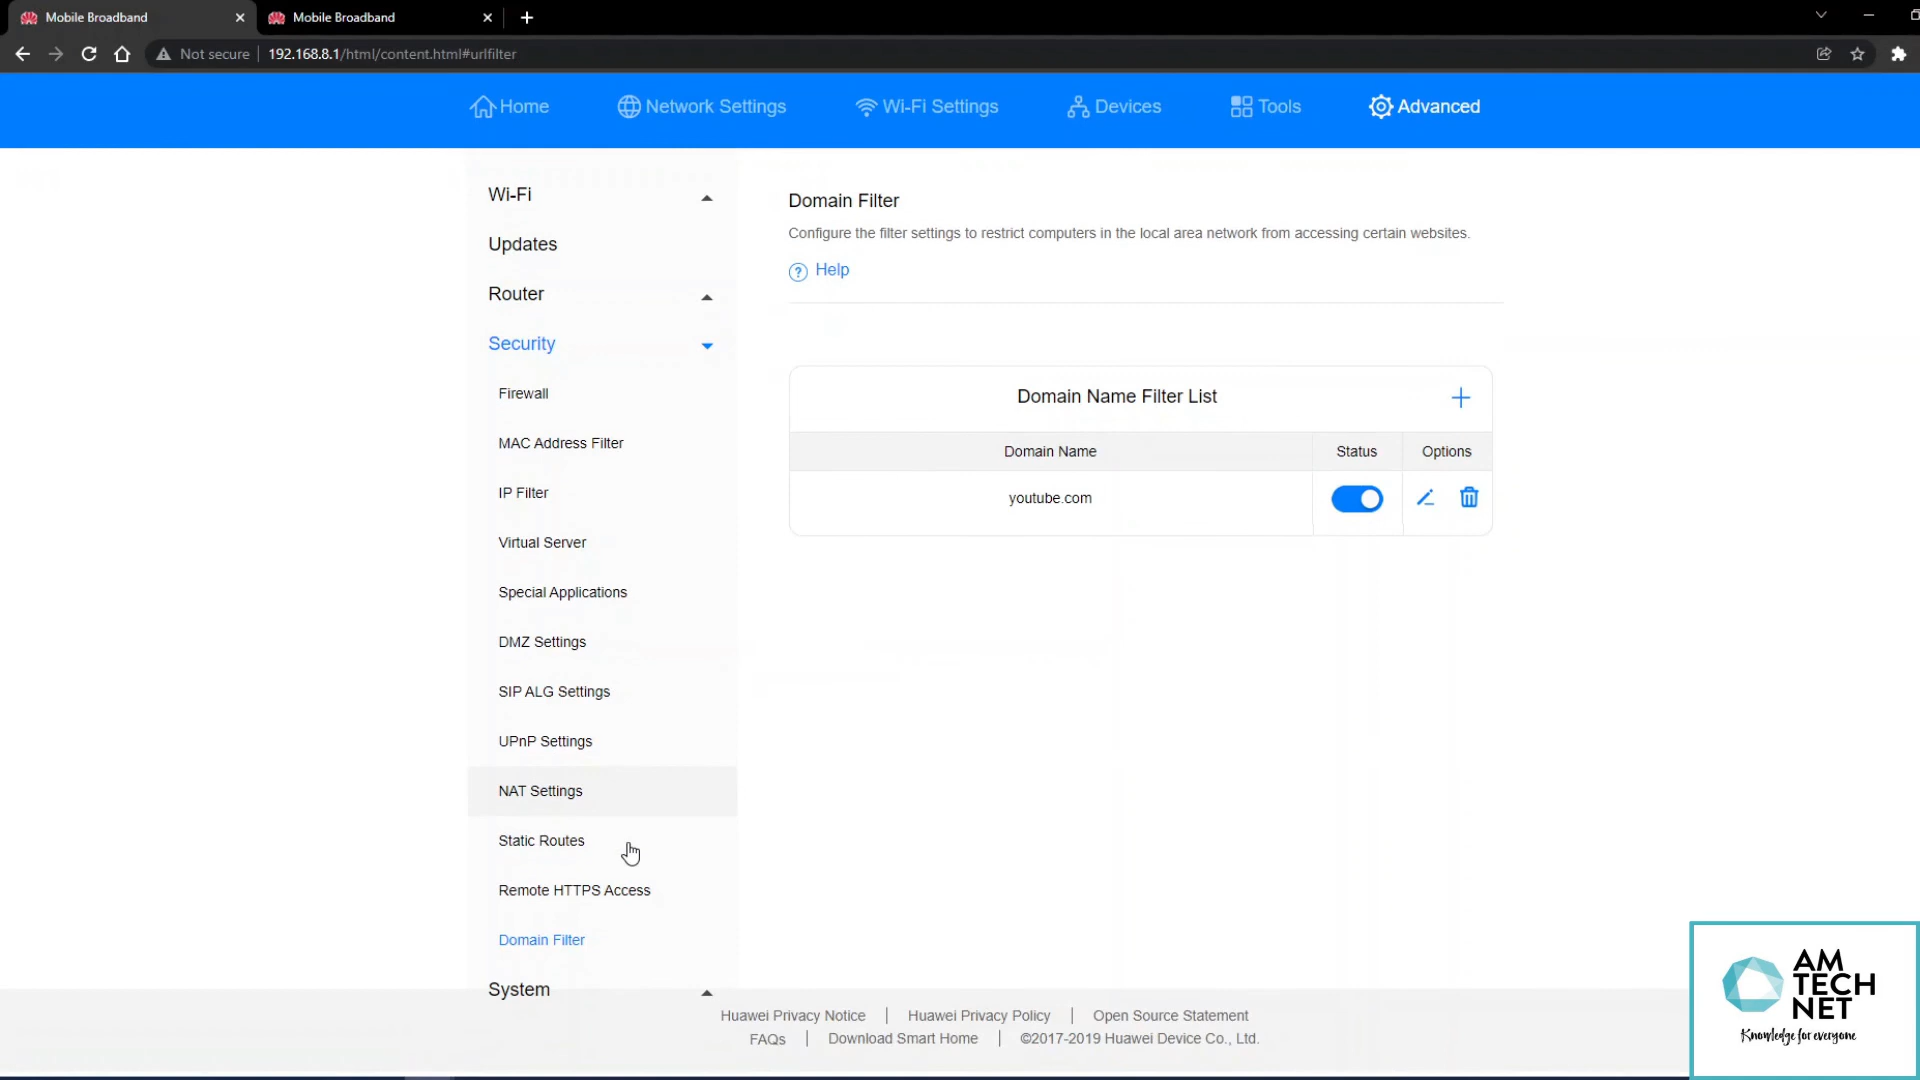 Mobile Broadband
Mobile Broadband
Not secure
192.168.8.1/html/content.html#urlfilter
Home
Network Settings
Wi-Fi Settings
Devices
Tools
Advanced
Wi-Fi
Updates
Router
Security
Firewall
MAC Address Filter
IP Filter
Virtual Server
Special Applications
DMZ Settings
SIP ALG Settings
UPnP Settings
NAT Settings
Static Routes
Remote HTTPS Access
Domain Filter
System
Domain Filter
Configure the filter settings to restrict computers in the local area network from accessing certain websites.
? Help
Domain Name Filter List
Domain Name Status Options
youtube.com
Huawei Privacy Notice | Huawei Privacy Policy | Open Source Statement
FAQs | Download Smart Home | ©2017-2019 Huawei Device Co., Ltd.
AM
TECH
NET
Knowledge for everyone